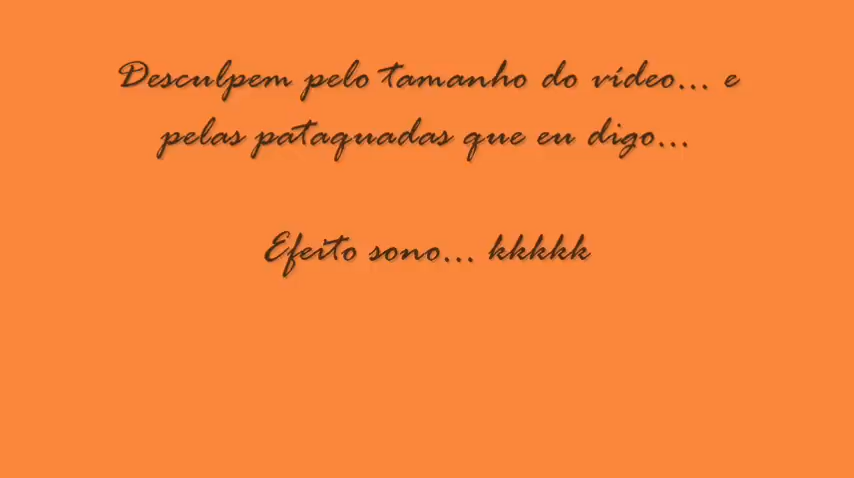 Desculpem pelo tamanho do vídeo... e
pelas pataquadas que eu digo...
Efeito sono... kkkkk